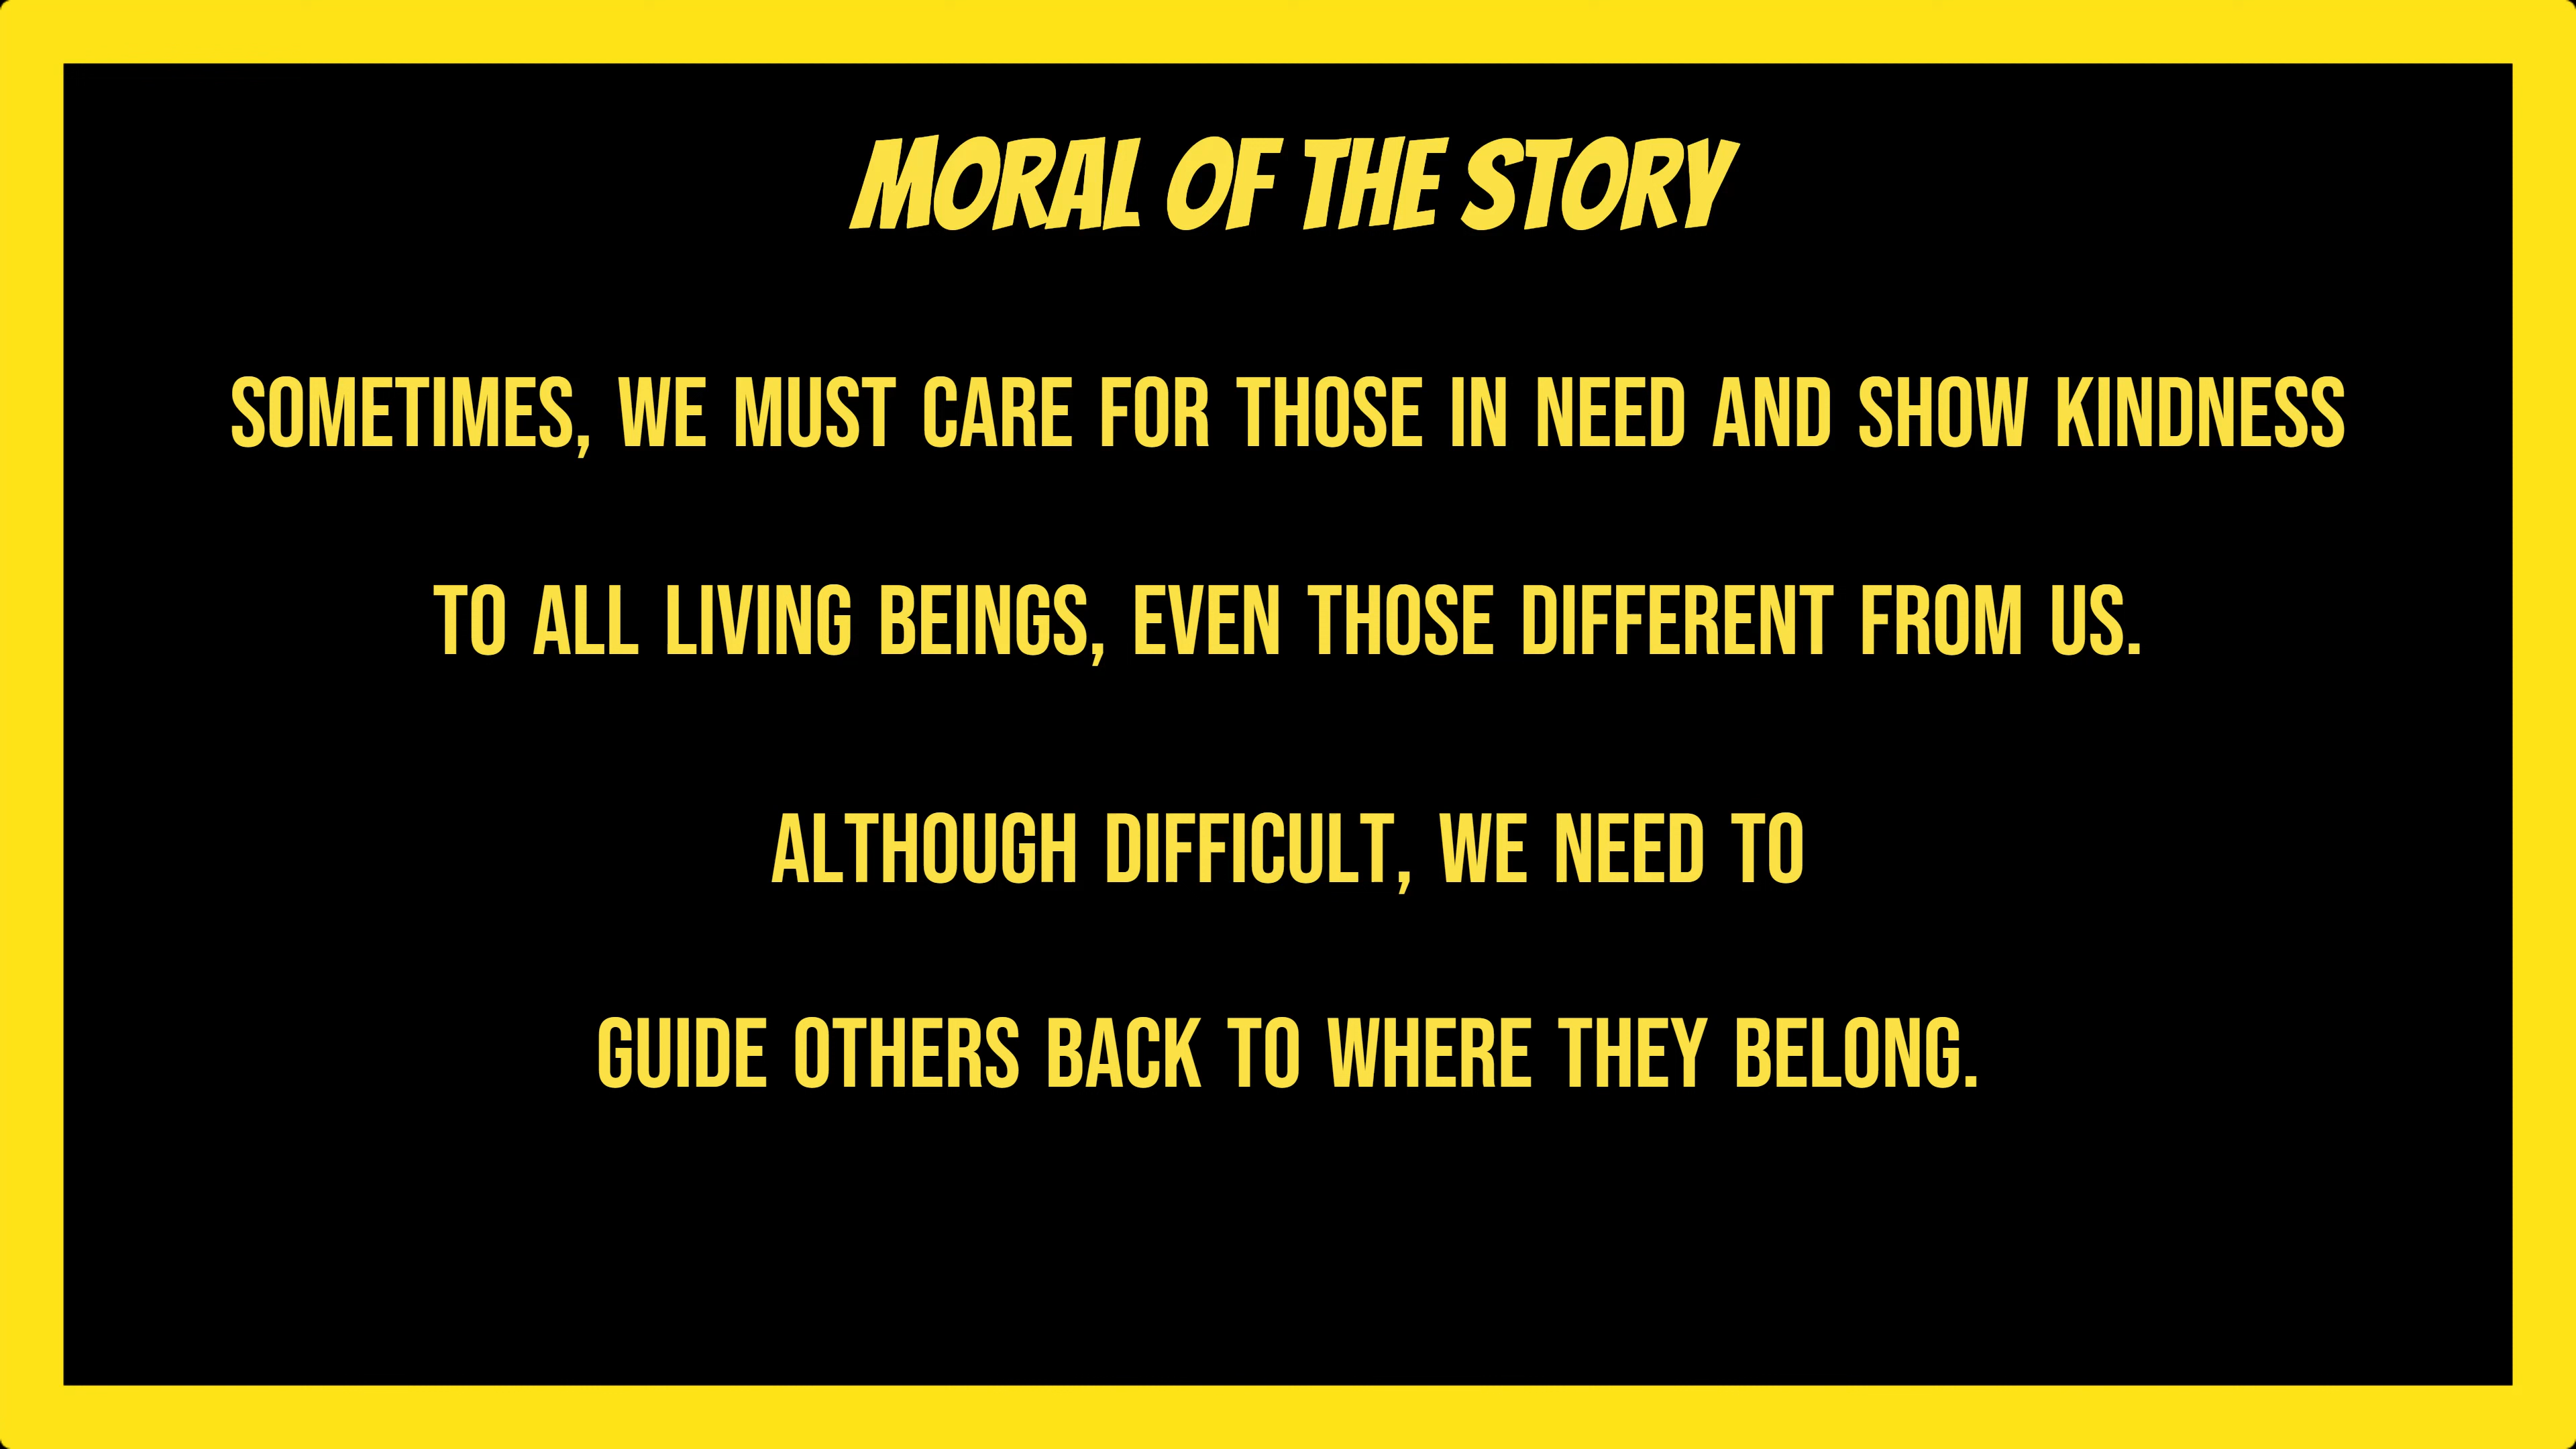 MORAL OF THE STORY
SOMETIMES, WE MUST CARE FOR THOSE IN NEED AND SHOW KINDNESS
TO ALL LIVING BEINGS, EVEN THOSE DIFFERENT FROM US.
ALTHOUGH DIFFICULT, WE NEED TO
GUIDE OTHERS BACK TO WHERE THEY BELONG.